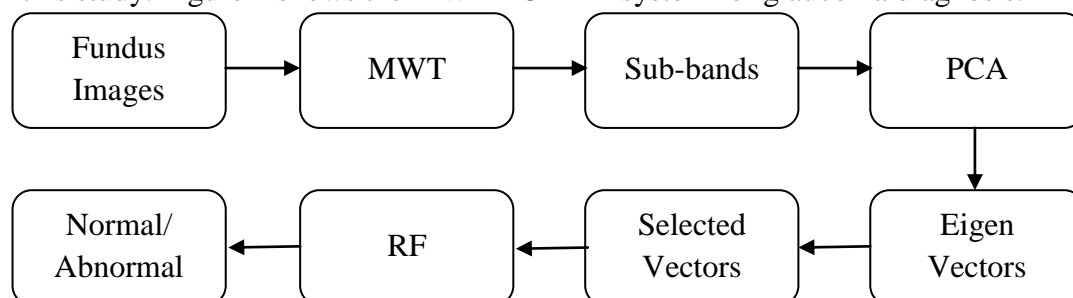 Fundus
Images
MWT
Sub-bands
PCA
Eigen
Vectors
Selected
Vectors
RF
Normal/
Abnormal